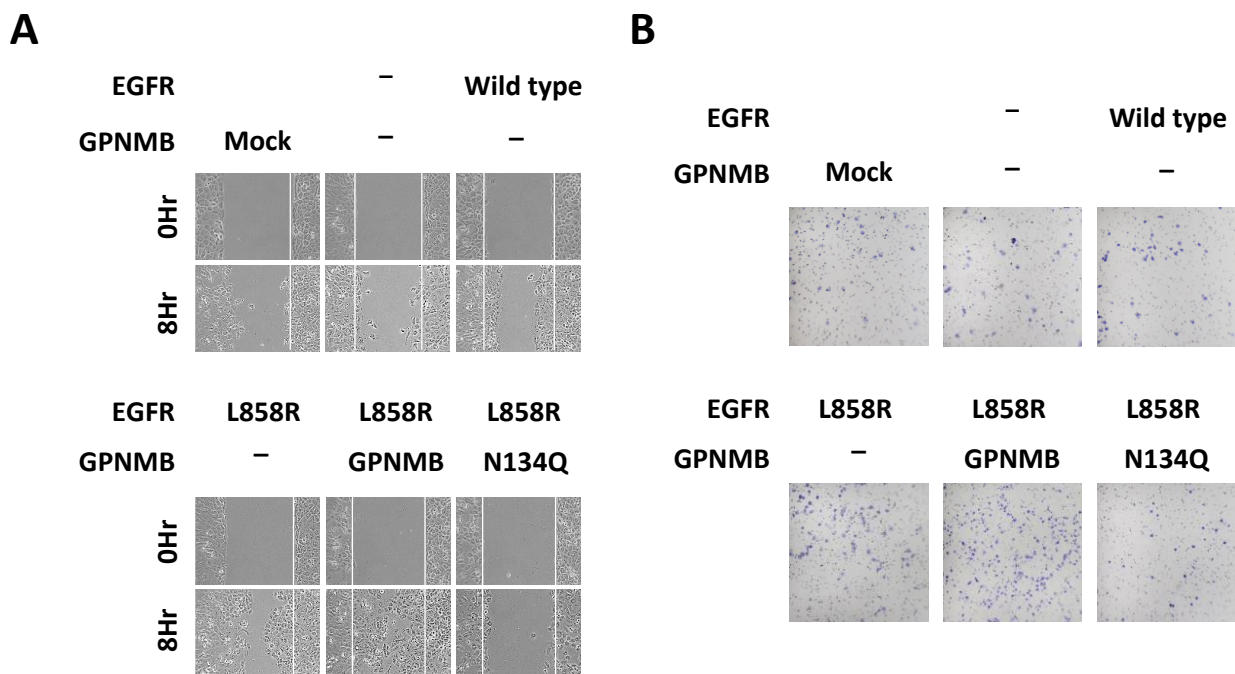 A
EGFR – Wild type
GPNMB Mock – –
0Hr
8Hr
EGFR L858R L858R L858R
GPNMB – GPNMB N134Q
0Hr
8Hr
B
EGFR – Wild type
GPNMB Mock – –
EGFR L858R L858R L858R
GPNMB – GPNMB N134Q